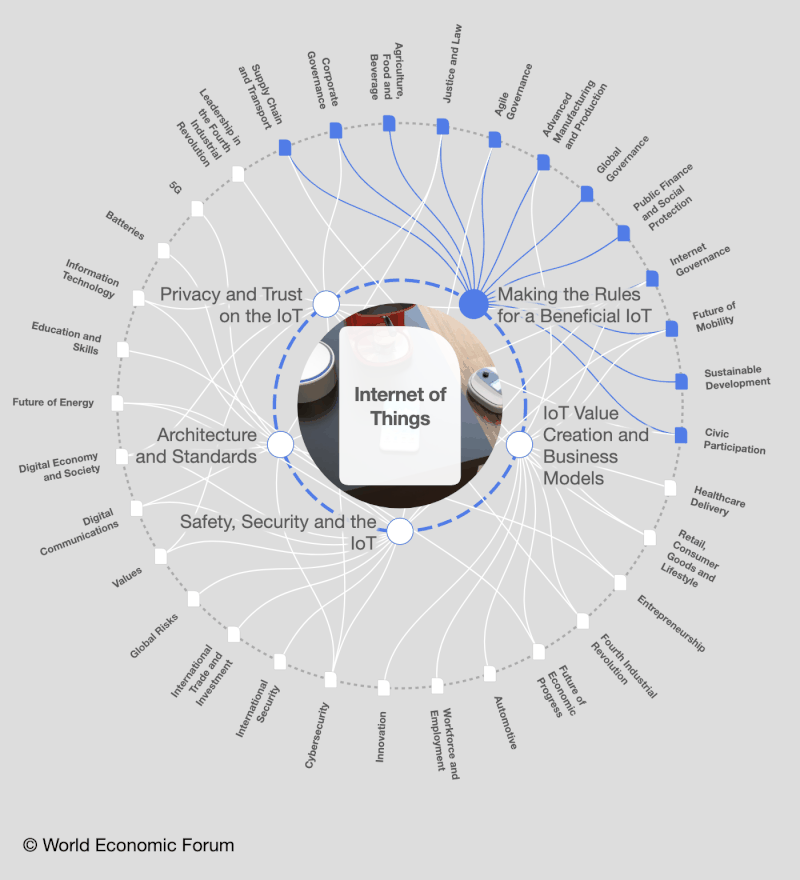 Internet of
Things
Making the Rules
for a Beneficial IoT
IoT Value
Creation and
Business
Models
Safety, Security and the
IoT
Architecture
and Standards
Privacy and Trust
on the IoT
Agriculture,
Food and
Beverage
Justice and Law
Agile
Governance
Advanced
Manufacturing
and Production
Global
Governance
Public Finance
and Social
Protection
Internet
Governance
Future of
Mobility
Sustainable
Development
Civic
Participation
Healthcare
Delivery
Retail,
Consumer
Goods and
Lifestyle
Entrepreneurship
Fourth Industrial
Revolution
Future of
Economic
Progress
Automotive
Workforce and
Employment
Innovation
Cybersecurity
International
Security
International
Trade and
Investment
Global Risks
Values
Digital
Communications
Digital Economy
and Society
Future of Energy
Education and
Skills
Information
Technology
Batteries
5G
Leadership in
the Fourth
Industrial
Revolution
Supply Chain
and Transport
Corporate
Governance
© World Economic Forum